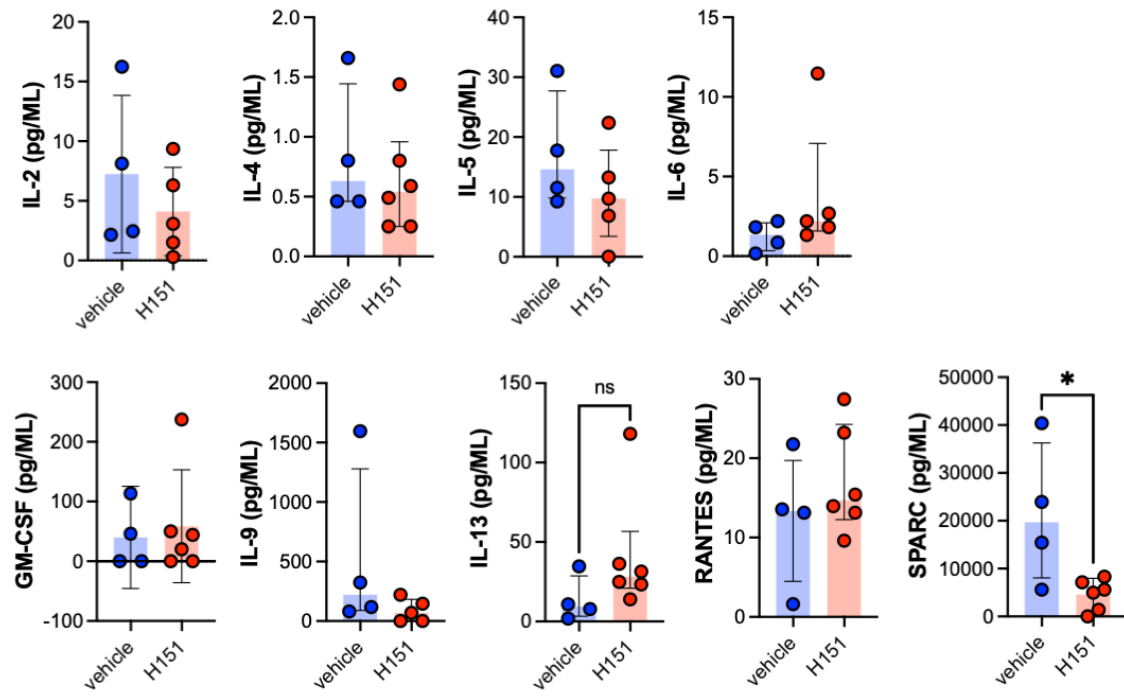 IL-2 (pg/ML)
20
15
10
5
0
vehicle
H151
IL-4 (pg/ML)
2.0
1.5
1.0
0.5
0.0
vehicle
H151
IL-5 (pg/ML)
40
30
20
10
0
vehicle
H151
IL-6 (pg/ML)
15
10
5
0
vehicle
H151
GM-CSF (pg/ML)
300
200
100
0
-100
vehicle
H151
IL-9 (pg/ML)
2000
1500
1000
500
0
vehicle
H151
IL-13 (pg/ML)
150
100
50
0
ns
vehicle
H151
RANTES (pg/ML)
30
20
10
0
vehicle
H151
SPARC (pg/ML)
50000
40000
30000
20000
10000
0
*
vehicle
H151